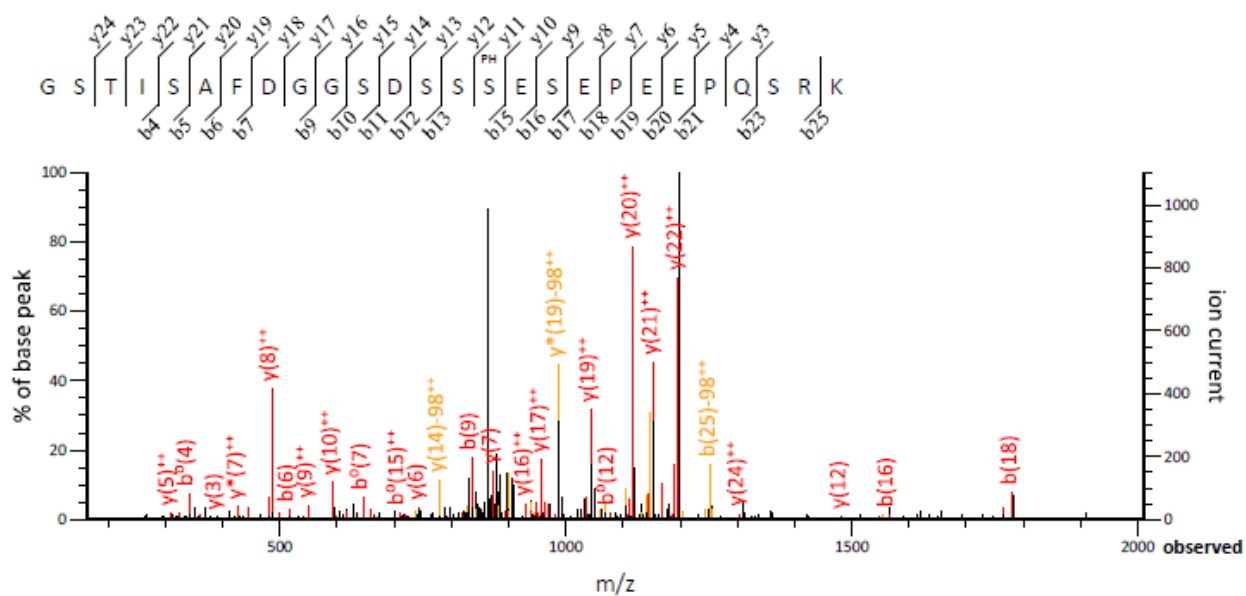 y24 y23 y22 y21 y20 y19 y18 y17 y16 y15 y14 y13 y12 y11 y10 y9 y8 y7 y6 y5 y4 y3
PH
G S T I S A F D G G S D S S S E S E P E E P Q S R K
b4 b5 b6 b7 b9 b10 b11 b12 b13 b15 b16 b17 b18 b19 b20 b21 b23 b25
% of base peak
100
80
60
40
20
0
y(5)⁺⁺
b⁰(4)
y(3)
y*(7)⁺⁺
y(8)⁺⁺
b(6)
y(9)⁺⁺
y(10)⁺⁺
b⁰(7)
b⁰(15)⁺⁺
y(6)
y(14)-98⁺⁺
b(9)
y(7)
y(16)⁺⁺
y(17)⁺⁺
y*(19)-98⁺⁺
y(19)⁺⁺
b⁰(12)
y(20)⁺⁺
y(21)⁺⁺
y(22)⁺⁺
b(25)-98⁺⁺
y(24)⁺⁺
y(12)
b(16)
b(18)
1000
800
600
400
200
0
ion current
500 1000 1500 2000 observed
m/z